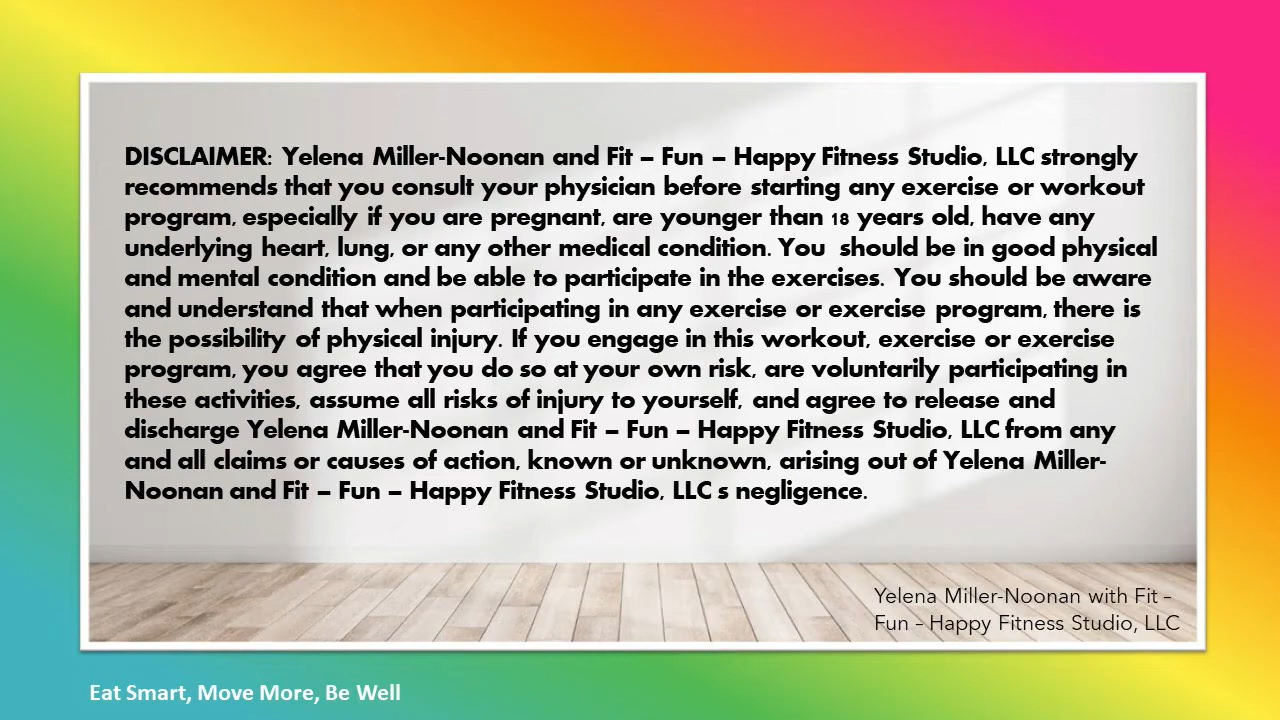 DISCLAIMER: Yelena Miller-Noonan and Fit – Fun – Happy Fitness Studio, LLC strongly
recommends that you consult your physician before starting any exercise or workout
program, especially if you are pregnant, are younger than 18 years old, have any
underlying heart, lung, or any other medical condition. You  should be in good physical
and mental condition and be able to participate in the exercises. You should be aware
and understand that when participating in any exercise or exercise program, there is
the possibility of physical injury. If you engage in this workout, exercise or exercise
program, you agree that you do so at your own risk, are voluntarily participating in
these activities, assume all risks of injury to yourself, and agree to release and
discharge Yelena Miller-Noonan and Fit – Fun – Happy Fitness Studio, LLC from any
and all claims or causes of action, known or unknown, arising out of Yelena Miller-
Noonan and Fit – Fun – Happy Fitness Studio, LLC s negligence.
Yelena Miller-Noonan with Fit –
Fun – Happy Fitness Studio, LLC
Eat Smart, Move More, Be Well